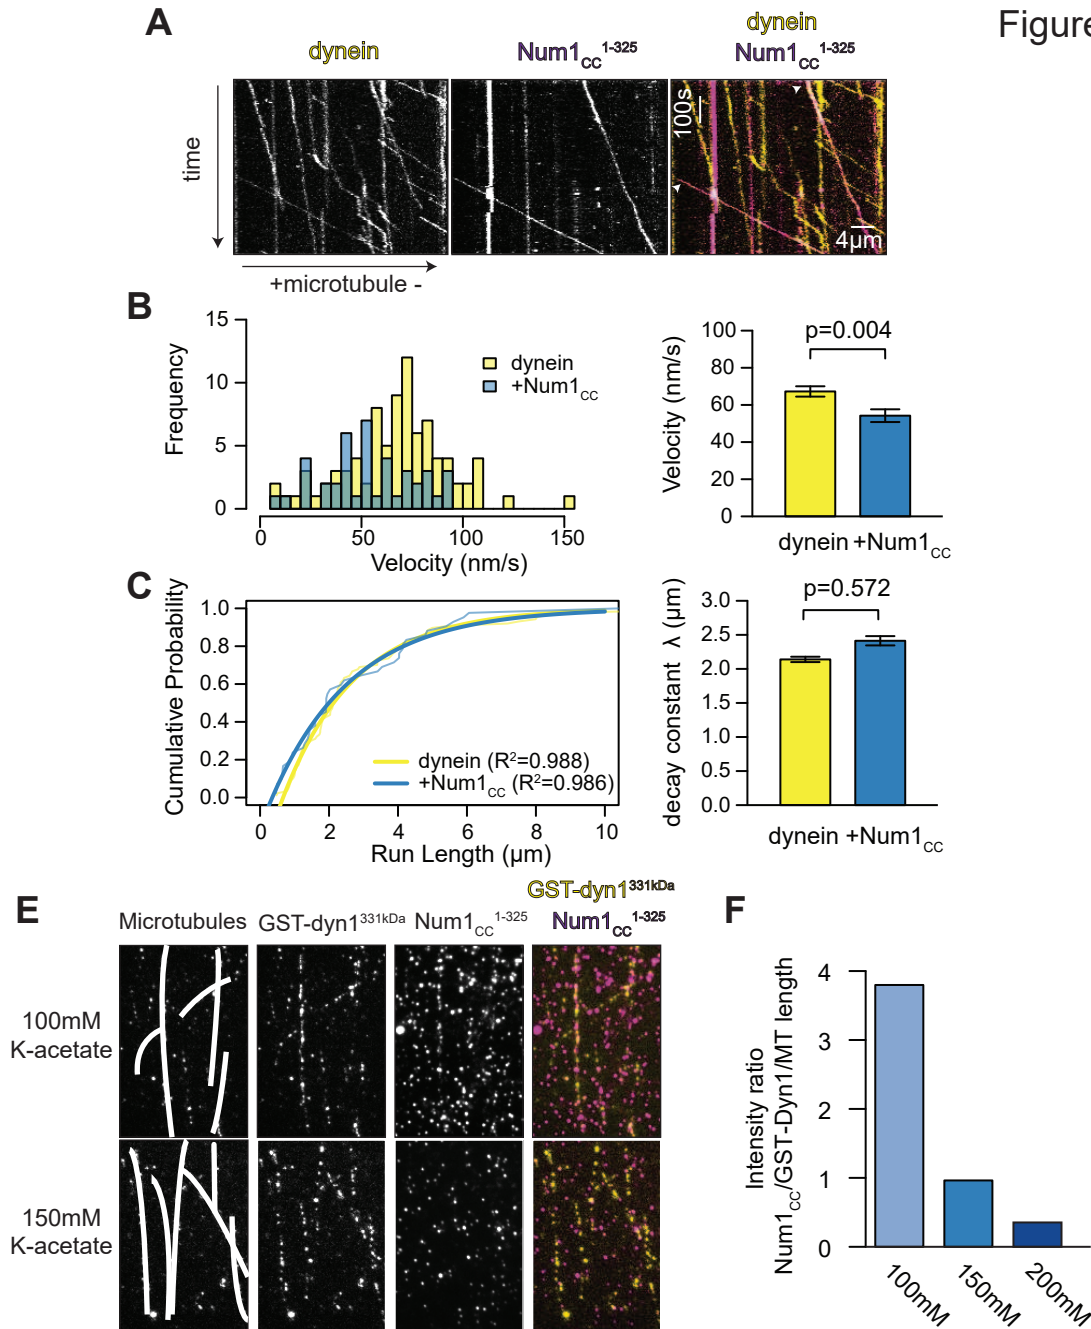 Figure
A
dynein
Num1CC1-325
dynein
Num1CC1-325
time
100s
4µm
+microtubule -
B
15
10
5
0
Frequency
dynein
+Num1CC
0 50 100 150
Velocity (nm/s)
100
80
60
40
20
0
Velocity (nm/s)
p=0.004
dynein +Num1CC
C
1.0
0.8
0.6
0.4
0.2
0.0
Cumulative Probability
dynein (R2=0.988)
+Num1CC (R2=0.986)
0 2 4 6 8 10
Run Length (µm)
3.0
2.5
2.0
1.5
1.0
0.5
0.0
decay constant λ (µm)
p=0.572
dynein +Num1CC
E
Microtubules
GST-dyn1331kDa
Num1CC1-325
GST-dyn1331kDa
Num1CC1-325
100mM
K-acetate
150mM
K-acetate
F
4
3
2
1
0
Intensity ratio
Num1CC/GST-Dyn1/MT length
100mM
150mM
200mM